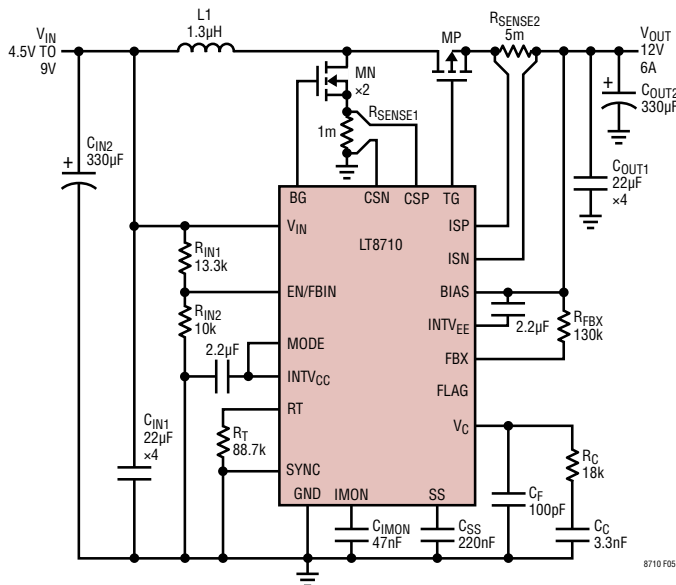 L1
1.3µH
MP
RSENSE2
5m
VIN
4.5V TO
9V
VOUT
12V
6A
MN
×2
RSENSE1
1m
+
CIN2
330µF
+
COUT2
330µF
COUT1
22µF
×4
BG
CSN
CSP
TG
VIN
LT8710
ISP
ISN
RIN1
13.3k
EN/FBIN
BIAS
RIN2
10k
INTVEE
2.2µF
RFBX
130k
MODE
2.2µF
INTVCC
FBX
FLAG
RT
RT
88.7k
VC
CIN1
22µF
×4
SYNC
GND
IMON
SS
RC
18k
CF
100pF
CIMON
47nF
CSS
220nF
CC
3.3nF
8710 F05